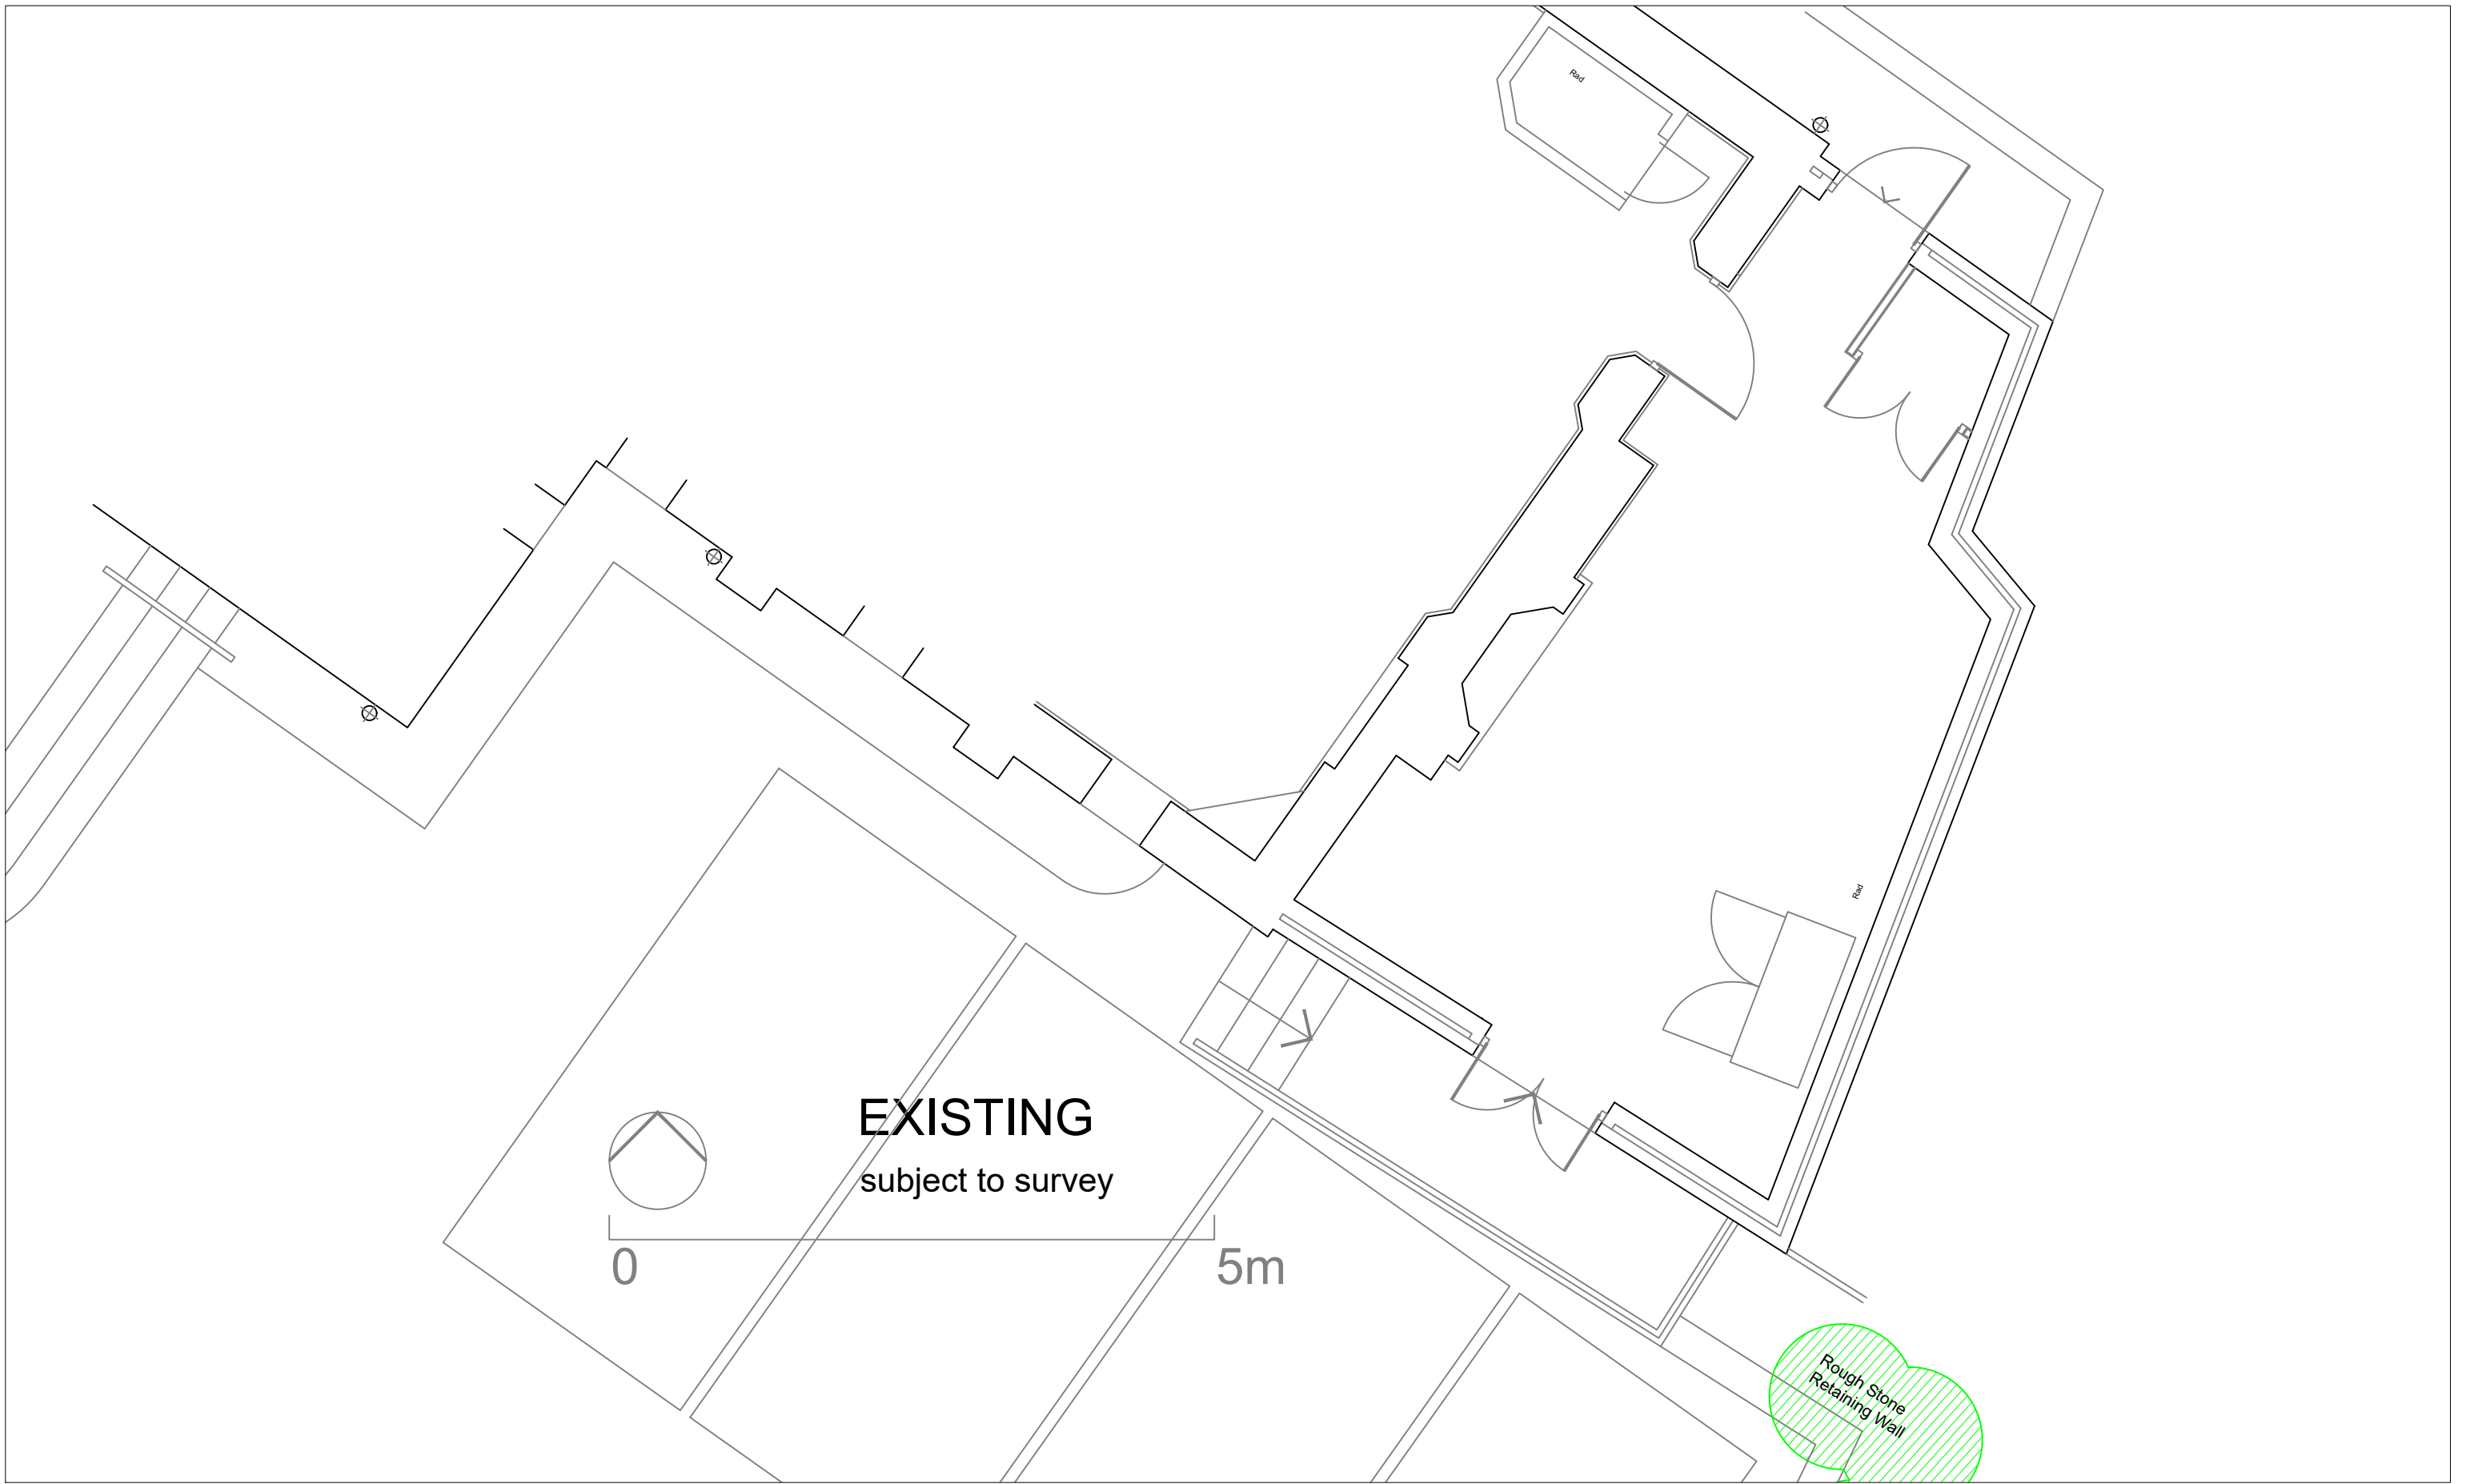 Rad
Rad
EXISTING
subject to survey
0
5m
Rough Stone
Retaining Wall